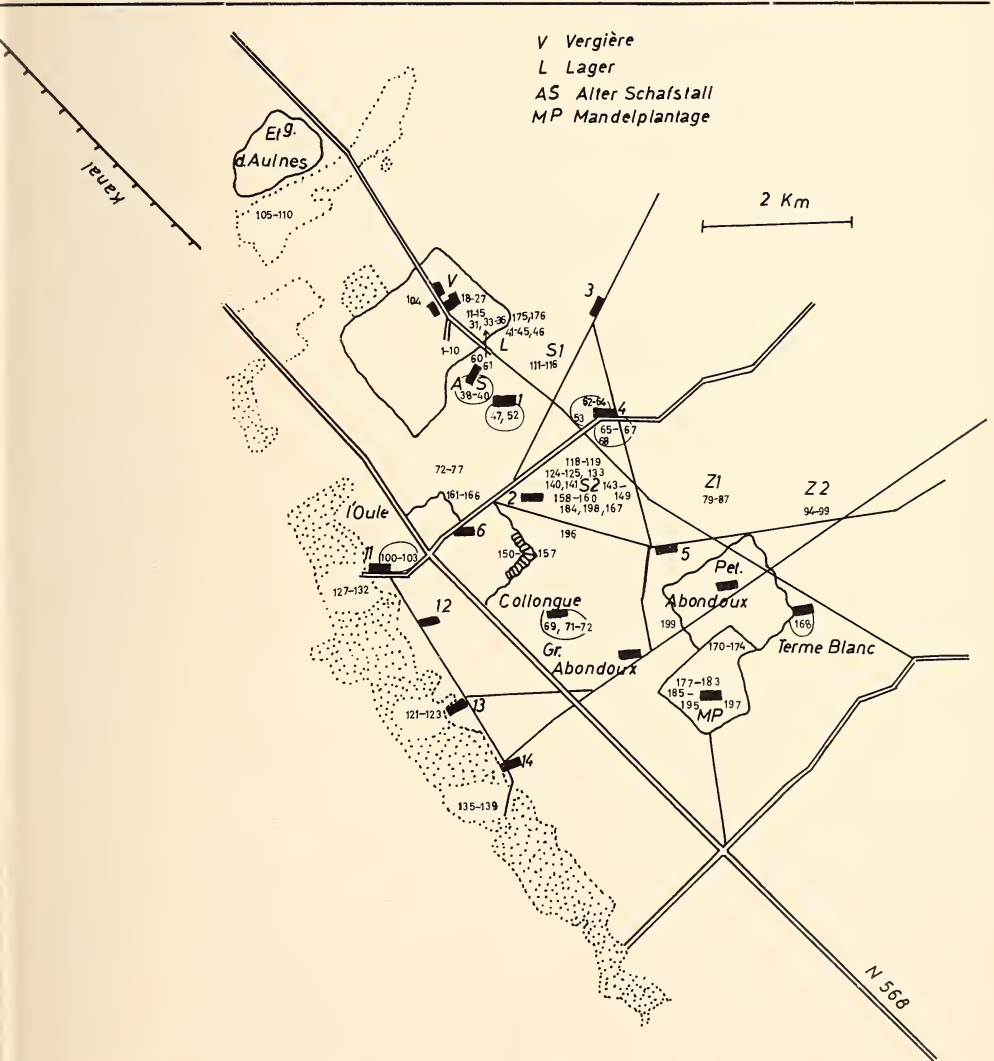 V Vergière
L Lager
AS Alter Schafstall
MP Mandelplantage
Etg.
d.Aulnes
Kanal
105-110
2 Km
V
104
18-27
3
11-15
175,176
31, 33-36
41-45,46
1-10
L
S1
60
61
111-116
A S
38-40
1
47, 52
62-64
4
53
65-67
68
118-119
72-77
124-125, 133
140,141 S2 143-
149
Z1
Z2
161-166
2
158-160
79-87
94-99
184, 198, 167
l'Oule
6
196
11
100-103
150-157
5
Pet.
127-132
Collongue
Abondoux
12
69, 71-72
199
168
Gr.
170-174
Terme Blanc
Abondoux
177-183
185-
195
197
121-123
13
MP
14
135-139
N 568